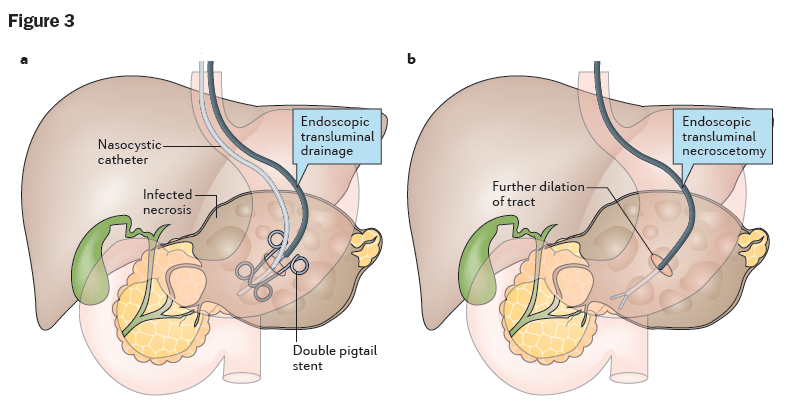 Figure 3
a
Nasocystic
catheter
Endoscopic
transluminal
drainage
Infected
necrosis
Double pigtail
stent
b
Endoscopic
transluminal
necroscetomy
Further dilation
of tract